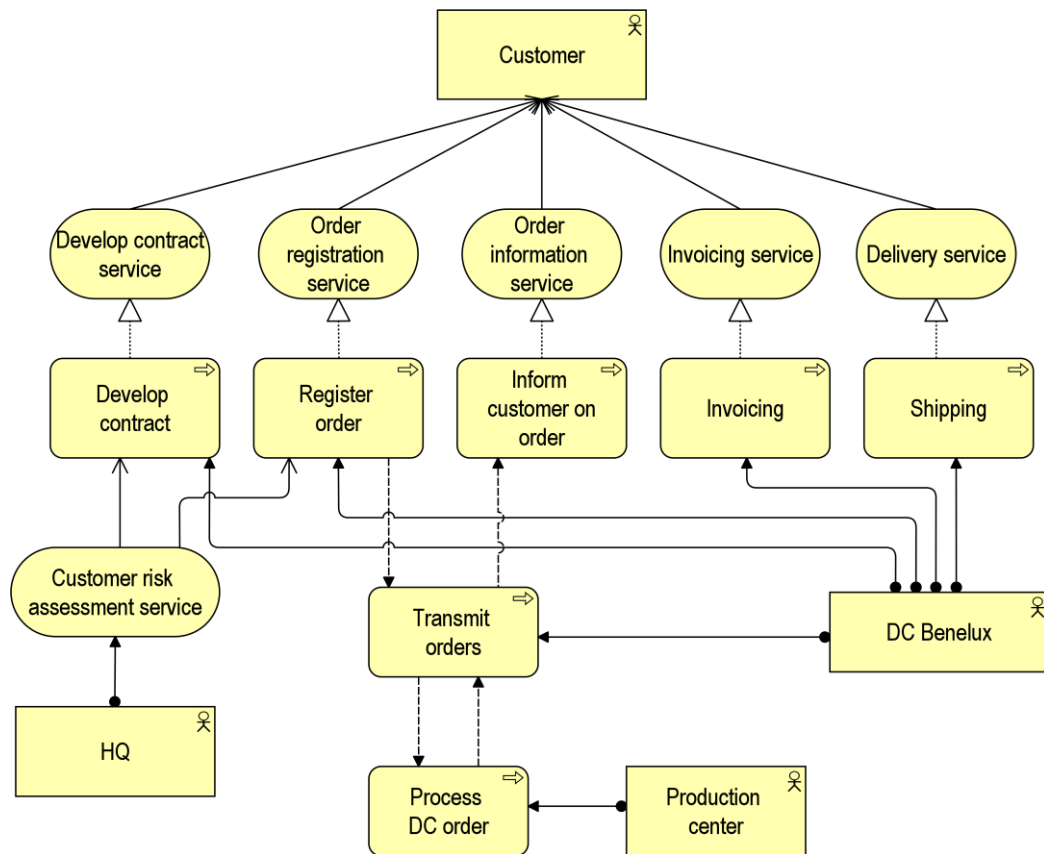 Customer
Develop contract
service
Order
registration
service
Order
information
service
Invoicing service
Delivery service
Develop
contract
Register
order
Inform
customer on
order
Invoicing
Shipping
Customer risk
assessment service
Transmit
orders
DC Benelux
HQ
Process
DC order
Production
center